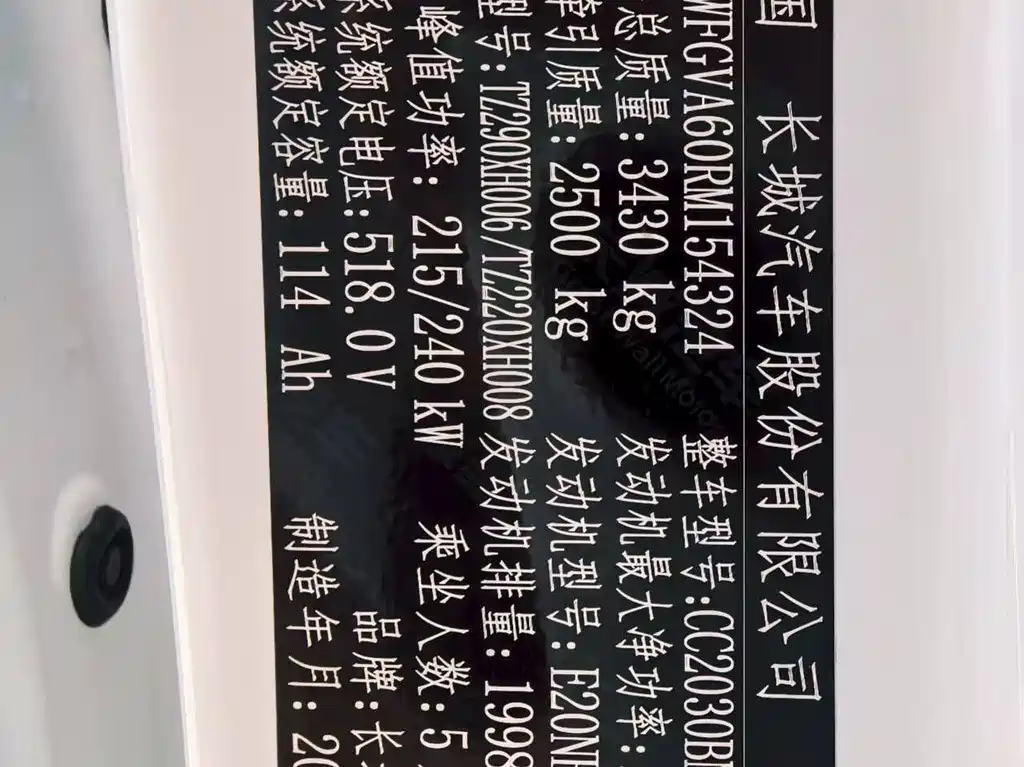 国 长城汽车股份有限公司
WFGVA60RM154324 整车型号:CC2030B
总质量: 3430 kg 发动机最大净功率:
牵引质量: 2500 kg 发动机型号: E20N
型号: TZ290XH006/TZ220XH008 发动机排量: 1998
峰值功率: 215/240 kW 乘坐人数: 5
系统额定电压:518.0 V 品牌:长
系统额定容量: 114 Ah 制造年月: 20